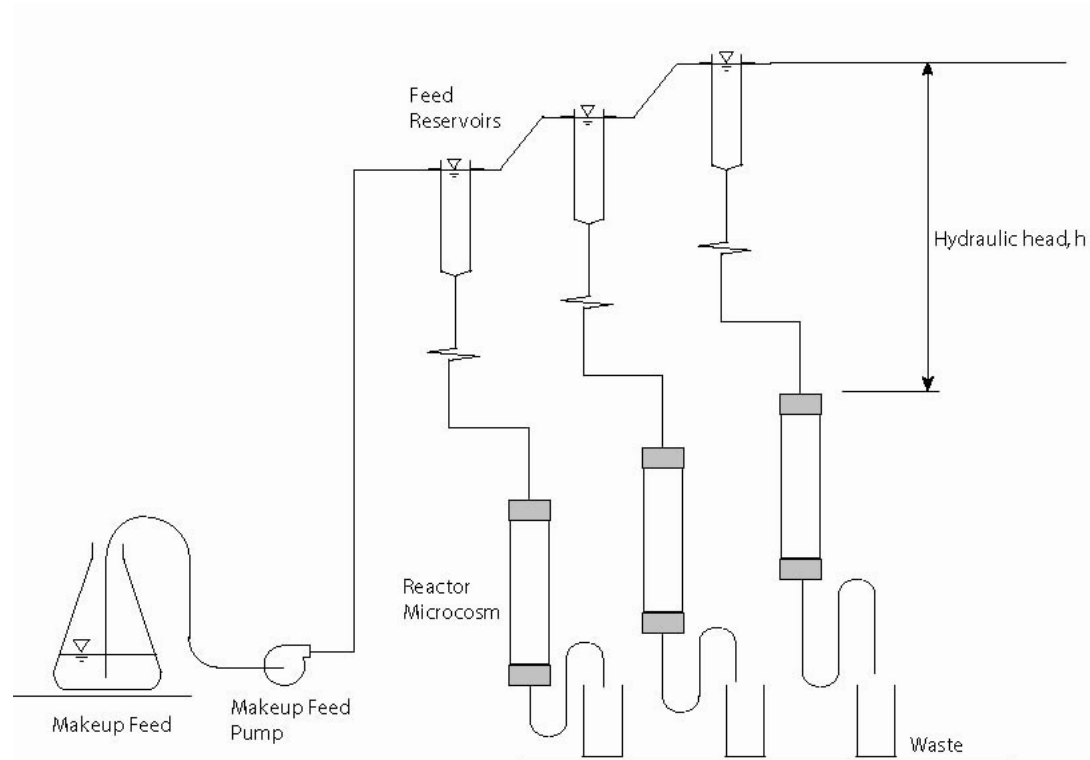 Feed
Reservoirs
Hydraulic head, h
Reactor
Microcosm
Makeup Feed
Makeup Feed
Pump
Waste